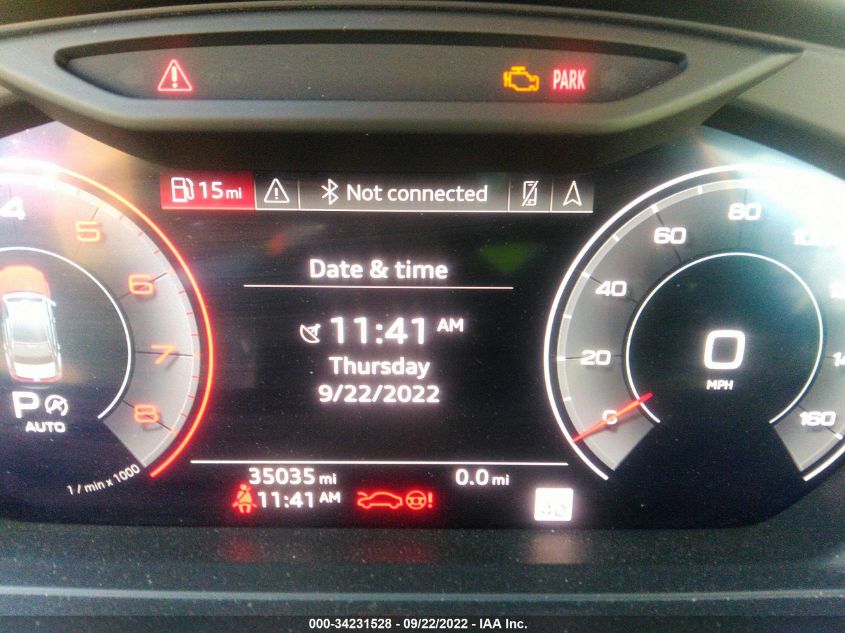 PARK
15 mi Not connected
Date & time
11:41 AM
Thursday
9/22/2022
35035 mi 0.0 mi
11:41 AM
4
5
6
7
8
1 / min x 1000
P A
AUTO
0
20
40
60
80
160
0
MPH
000-34231528 - 09/22/2022 - IAA Inc.